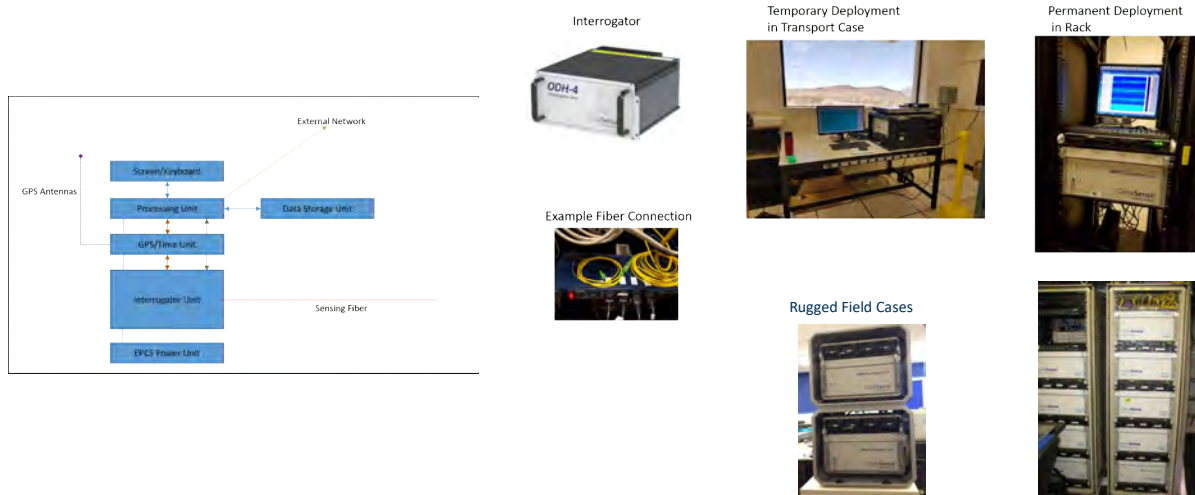 External Network
GPS Antennas
Screen/Keyboard
Processing Unit
Data Storage Unit
GPS/Time Unit
Interrogator Unit
Sensing Fiber
EPCS Power Unit
Interrogator
ODH-4
Example Fiber Connection
Temporary Deployment
in Transport Case
Rugged Field Cases
Permanent Deployment
in Rack